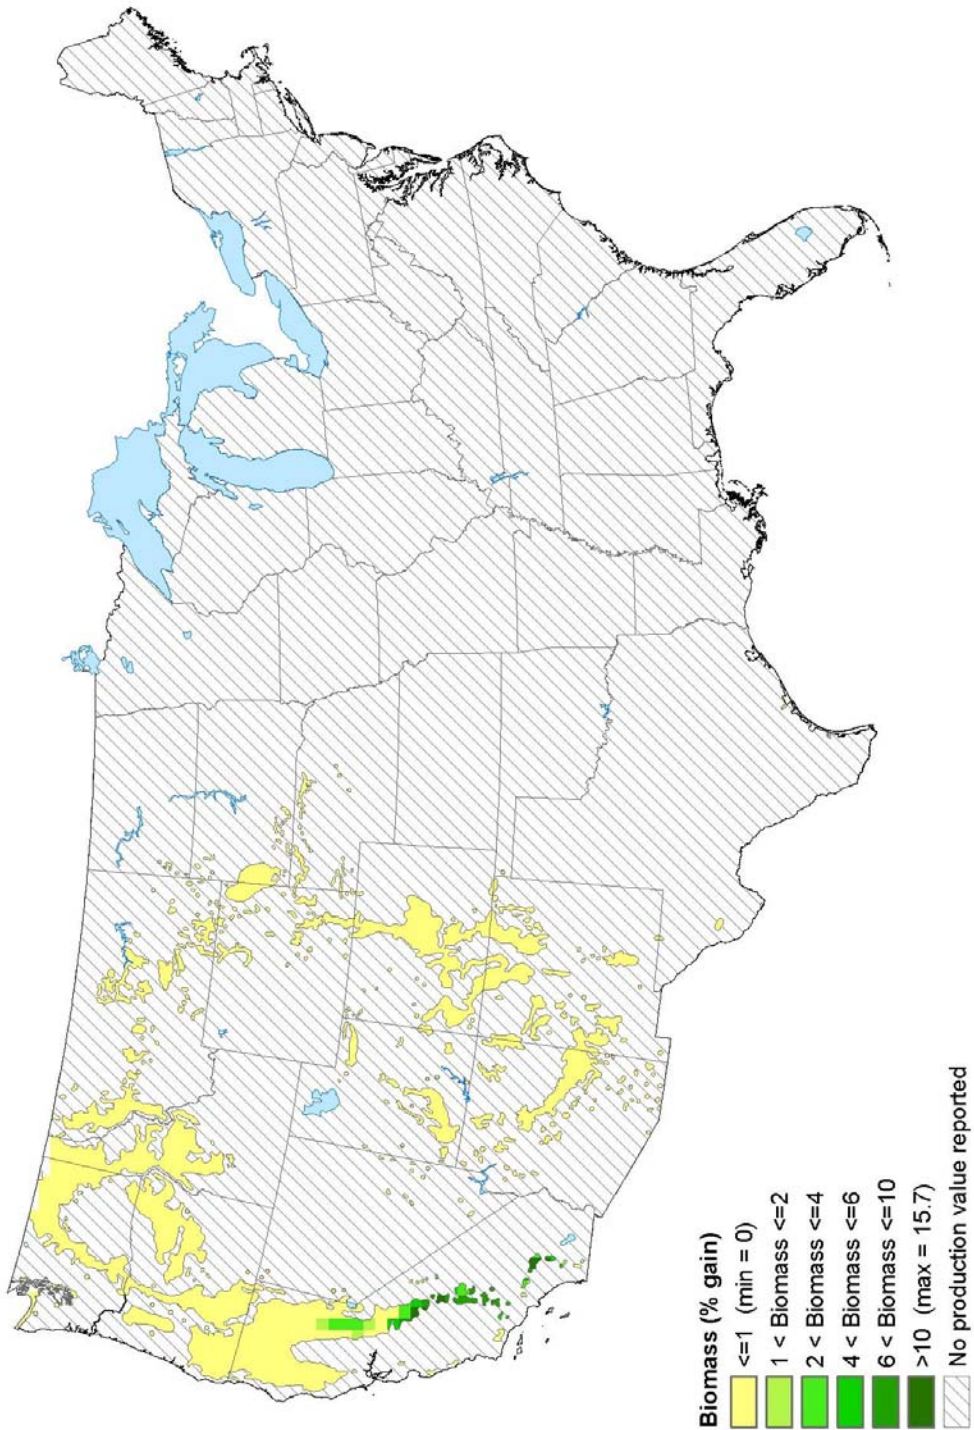 Biomass (% gain)
<=1 (min = 0)
1 < Biomass <=2
2 < Biomass <=4
4 < Biomass <=6
6 < Biomass <=10
>10 (max = 15.7)
No production value reported